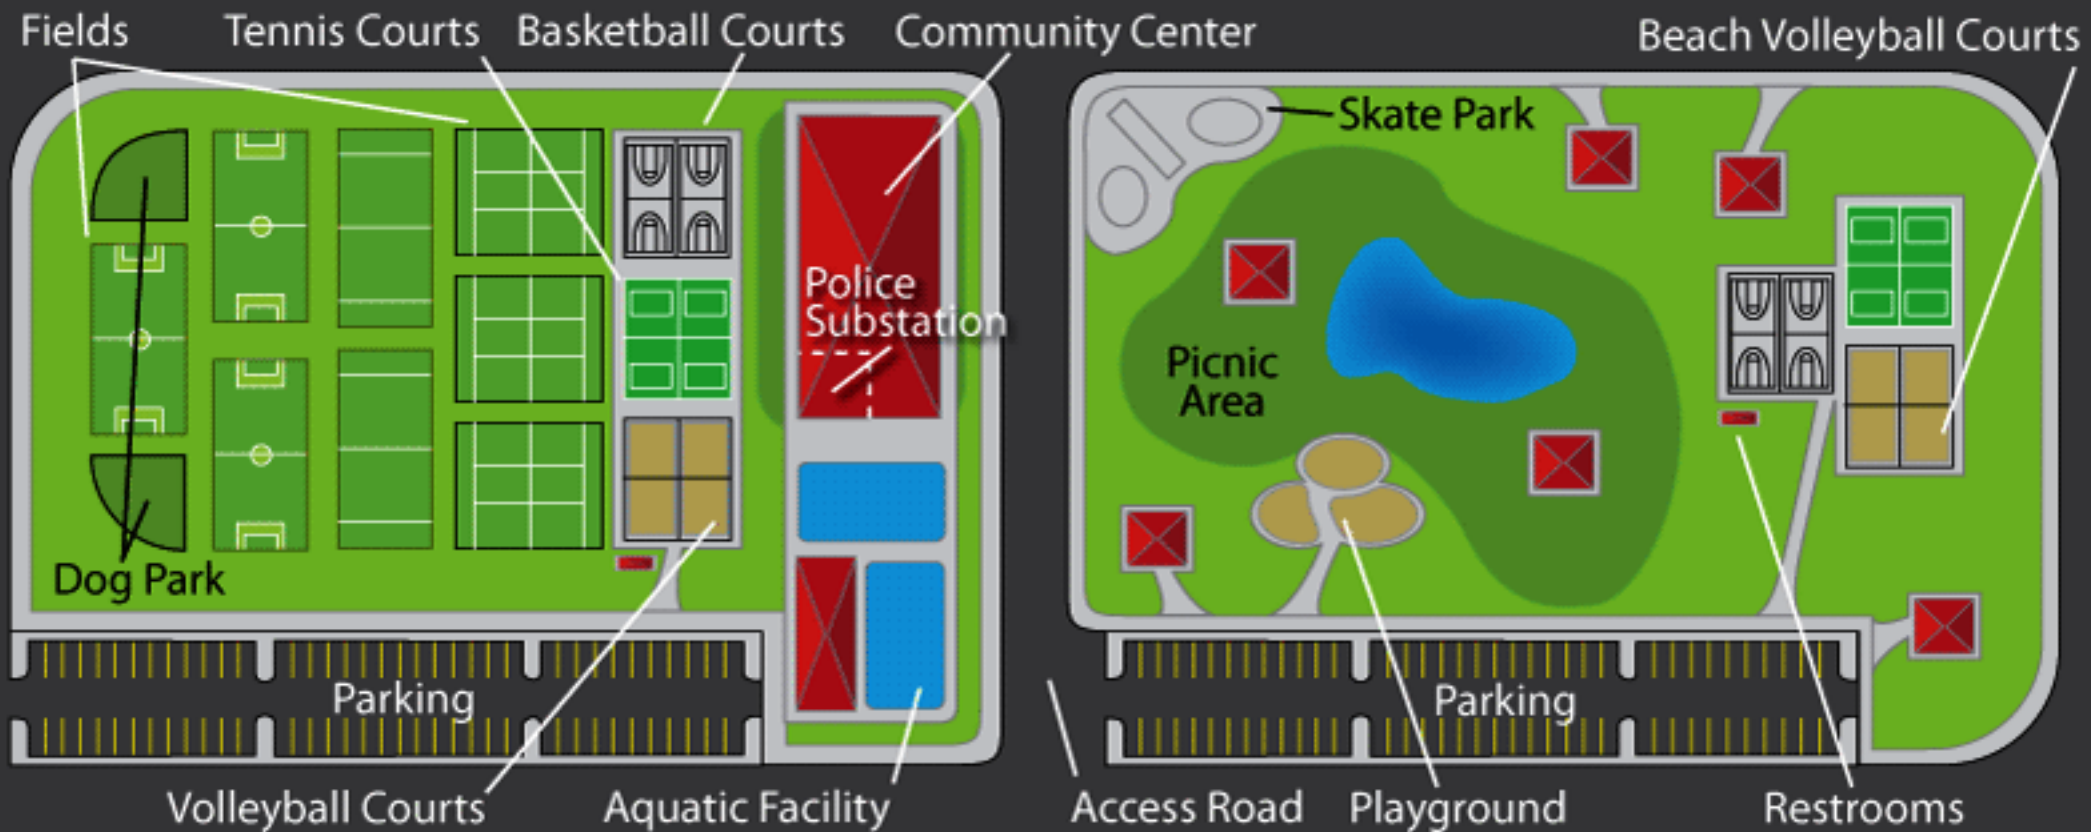 Fields
Tennis Courts
Basketball Courts
Community Center
Beach Volleyball Courts
Skate Park
Police
Substation
Picnic
Area
Dog Park
Parking
Parking
Volleyball Courts
Aquatic Facility
Access Road
Playground
Restrooms